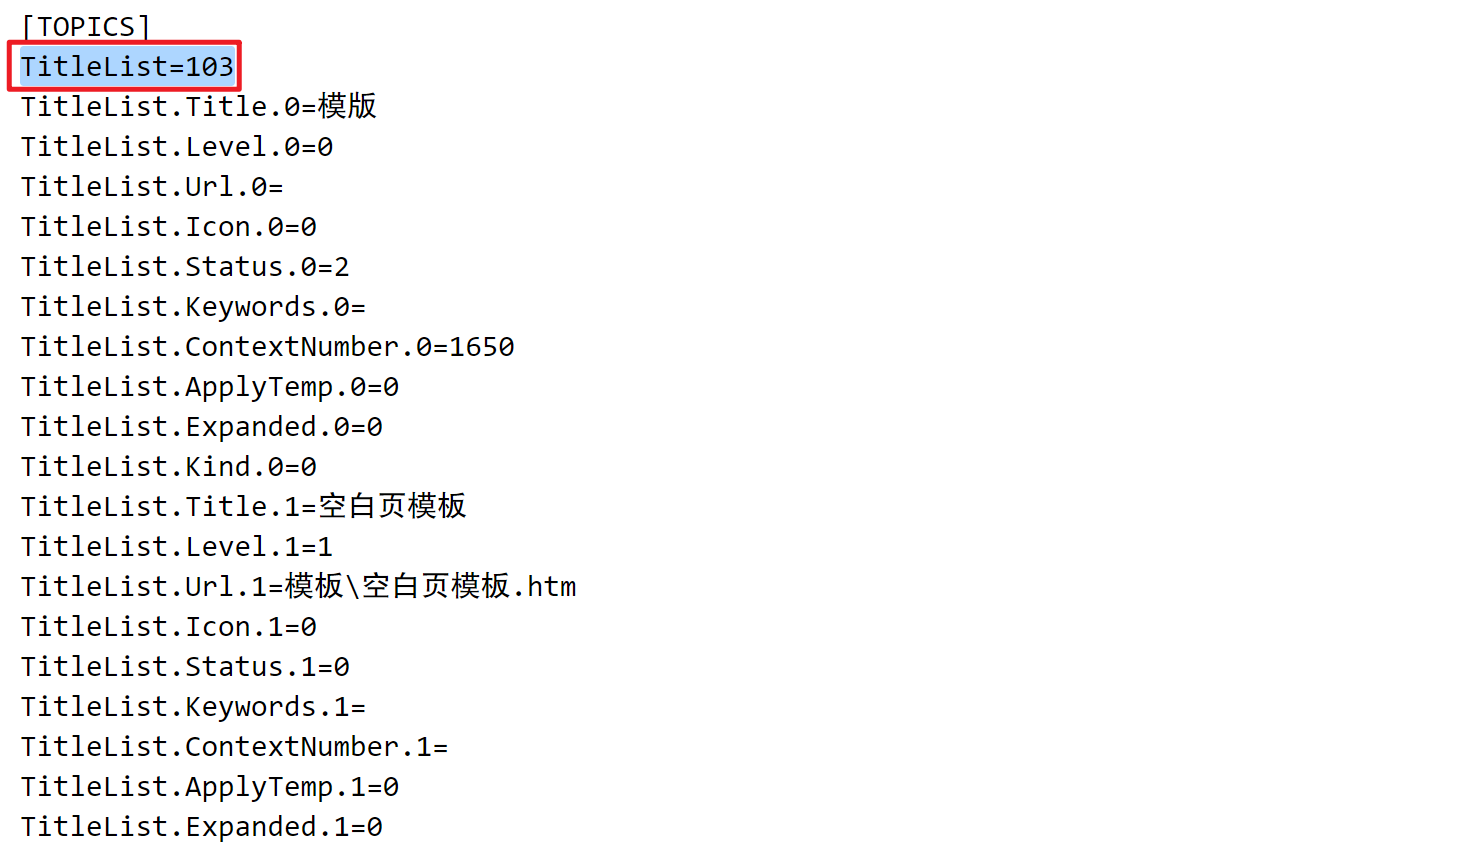 [TOPICS]
TitleList=103
TitleList.Title.0=模版
TitleList.Level.0=0
TitleList.Url.0=
TitleList.Icon.0=0
TitleList.Status.0=2
TitleList.Keywords.0=
TitleList.ContextNumber.0=1650
TitleList.ApplyTemp.0=0
TitleList.Expanded.0=0
TitleList.Kind.0=0
TitleList.Title.1=空白页模板
TitleList.Level.1=1
TitleList.Url.1=模板\空白页模板.htm
TitleList.Icon.1=0
TitleList.Status.1=0
TitleList.Keywords.1=
TitleList.ContextNumber.1=
TitleList.ApplyTemp.1=0
TitleList.Expanded.1=0